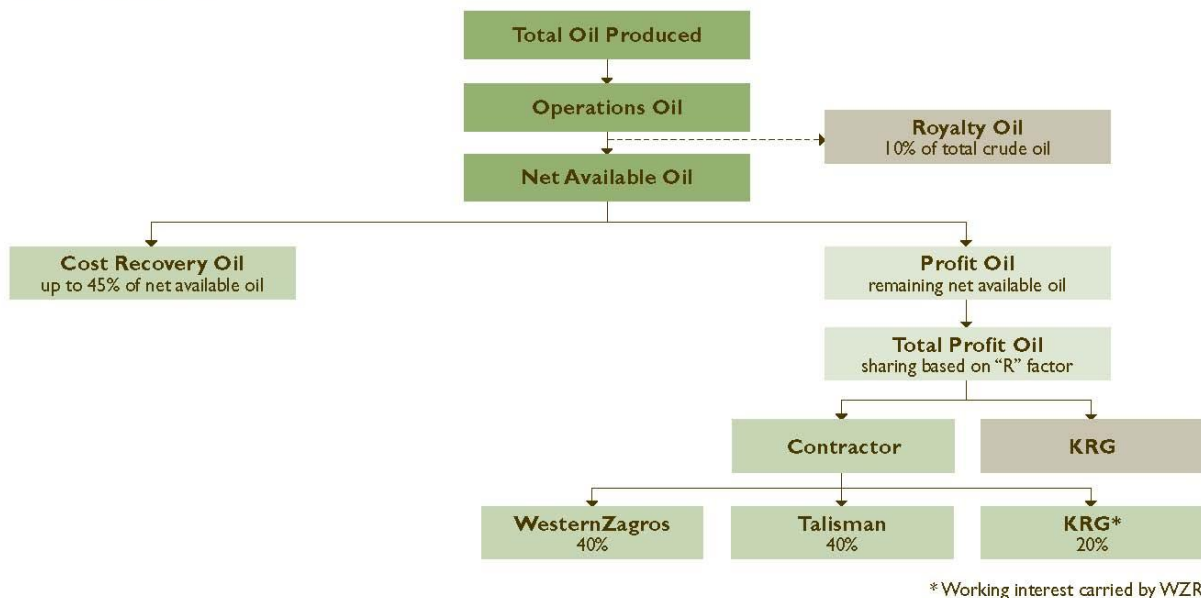 Total Oil Produced
Operations Oil
Royalty Oil
10% of total crude oil
Net Available Oil
Cost Recovery Oil
up to 45% of net available oil
Profit Oil
remaining net available oil
Total Profit Oil
sharing based on “R” factor
Contractor
KRG
WesternZagros
40%
Talisman
40%
KRG*
20%
* Working interest carried by WZR